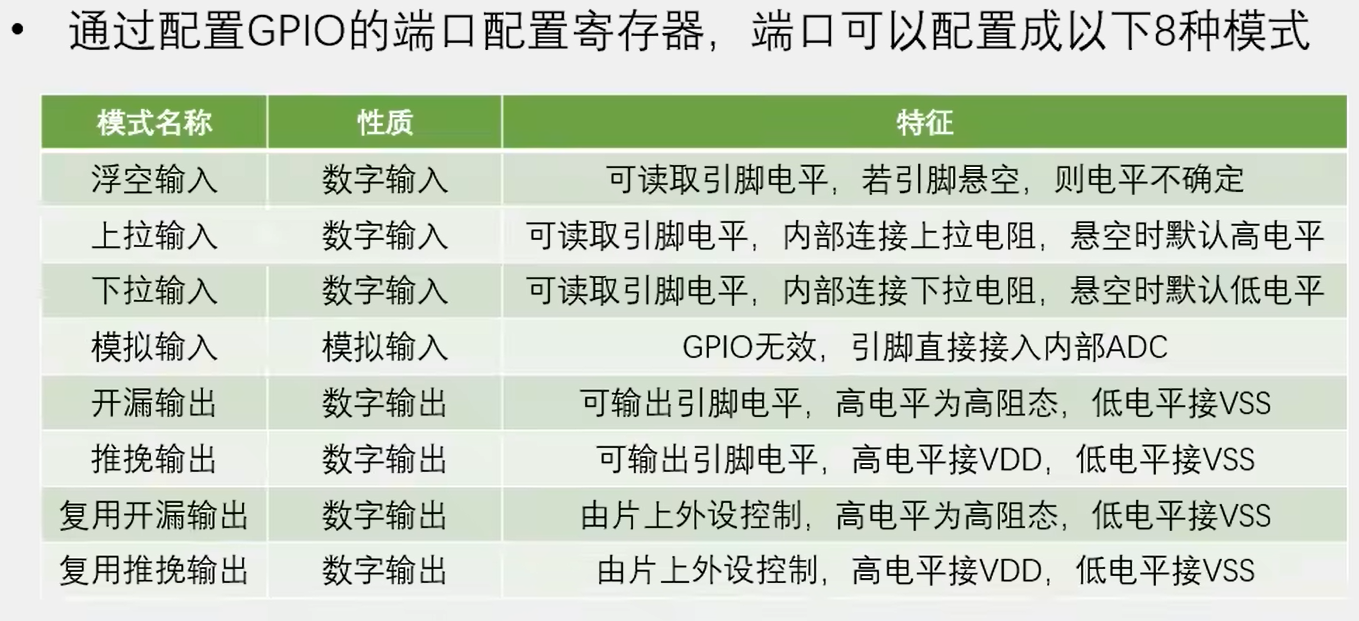 • 通过配置GPIO的端口配置寄存器，端口可以配置成以下8种模式
模式名称 性质 特征
浮空输入 数字输入 可读取引脚电平，若引脚悬空，则电平不确定
上拉输入 数字输入 可读取引脚电平，内部连接上拉电阻，悬空时默认高电平
下拉输入 数字输入 可读取引脚电平，内部连接下拉电阻，悬空时默认低电平
模拟输入 模拟输入 GPIO无效，引脚直接接入内部ADC
开漏输出 数字输出 可输出引脚电平，高电平为高阻态，低电平接VSS
推挽输出 数字输出 可输出引脚电平，高电平接VDD，低电平接VSS
复用开漏输出 数字输出 由片上外设控制，高电平为高阻态，低电平接VSS
复用推挽输出 数字输出 由片上外设控制，高电平接VDD，低电平接VSS